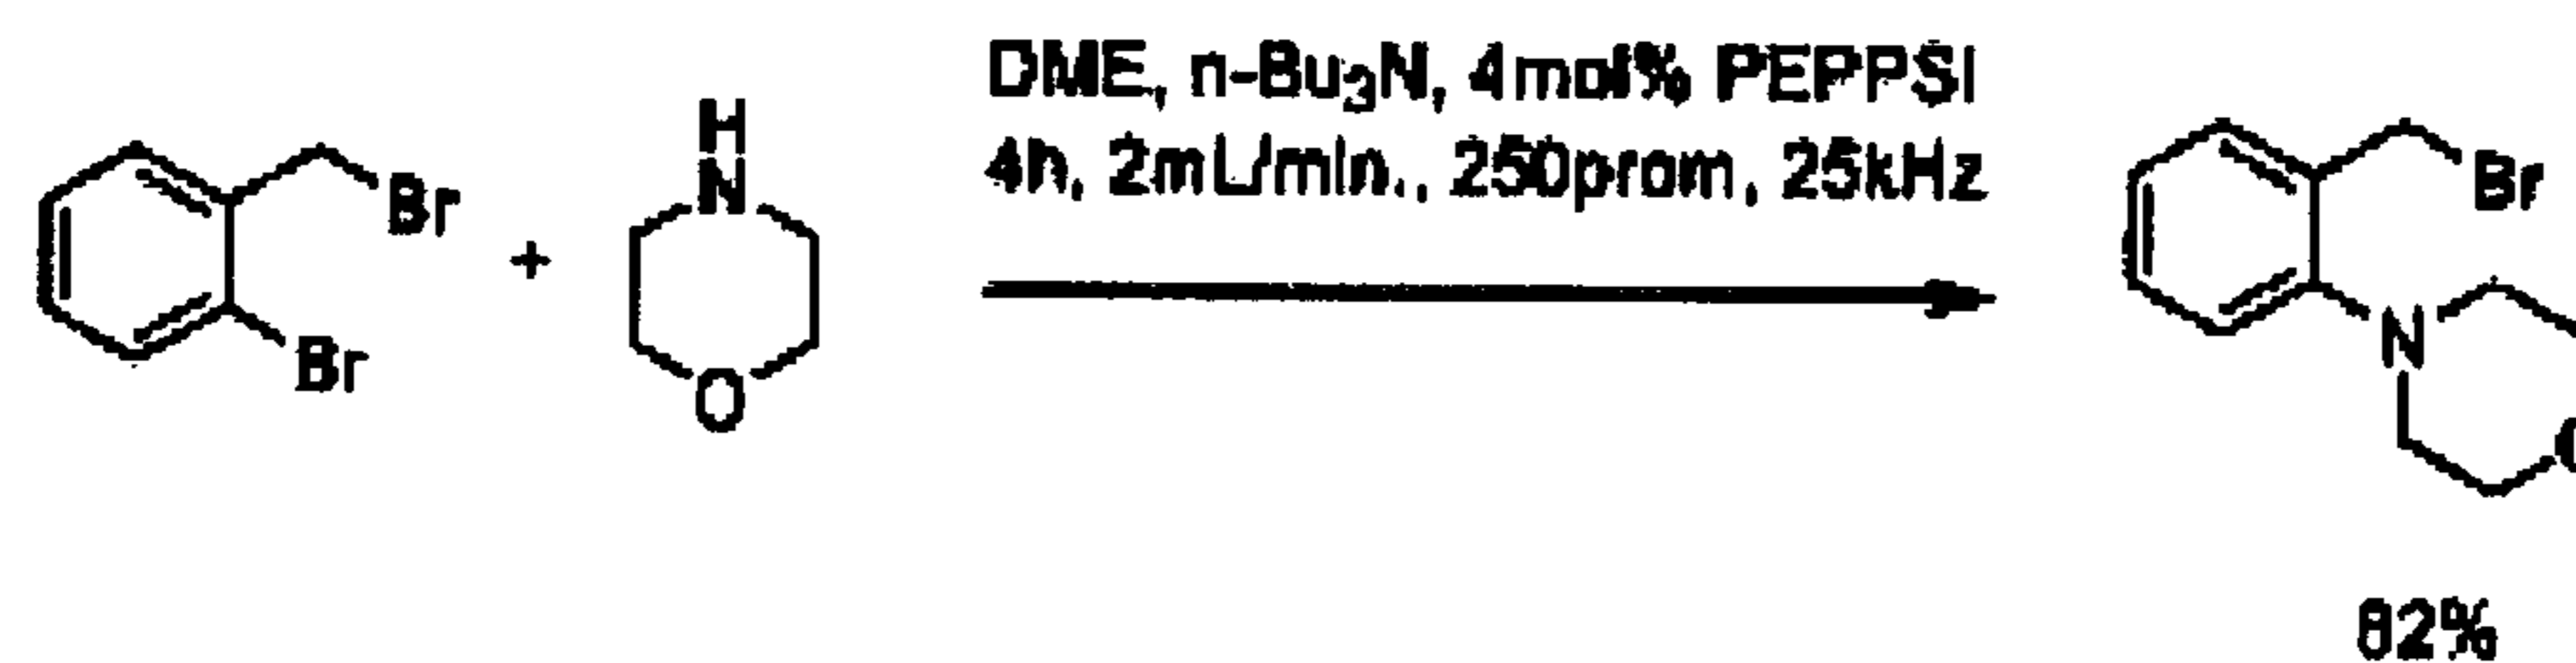 DME, n-Bu3N, 4mol% PEPPSI
4h, 2mL/min., 250prom, 25kHz
Br
Br
+
H
N
O
Br
N
82%